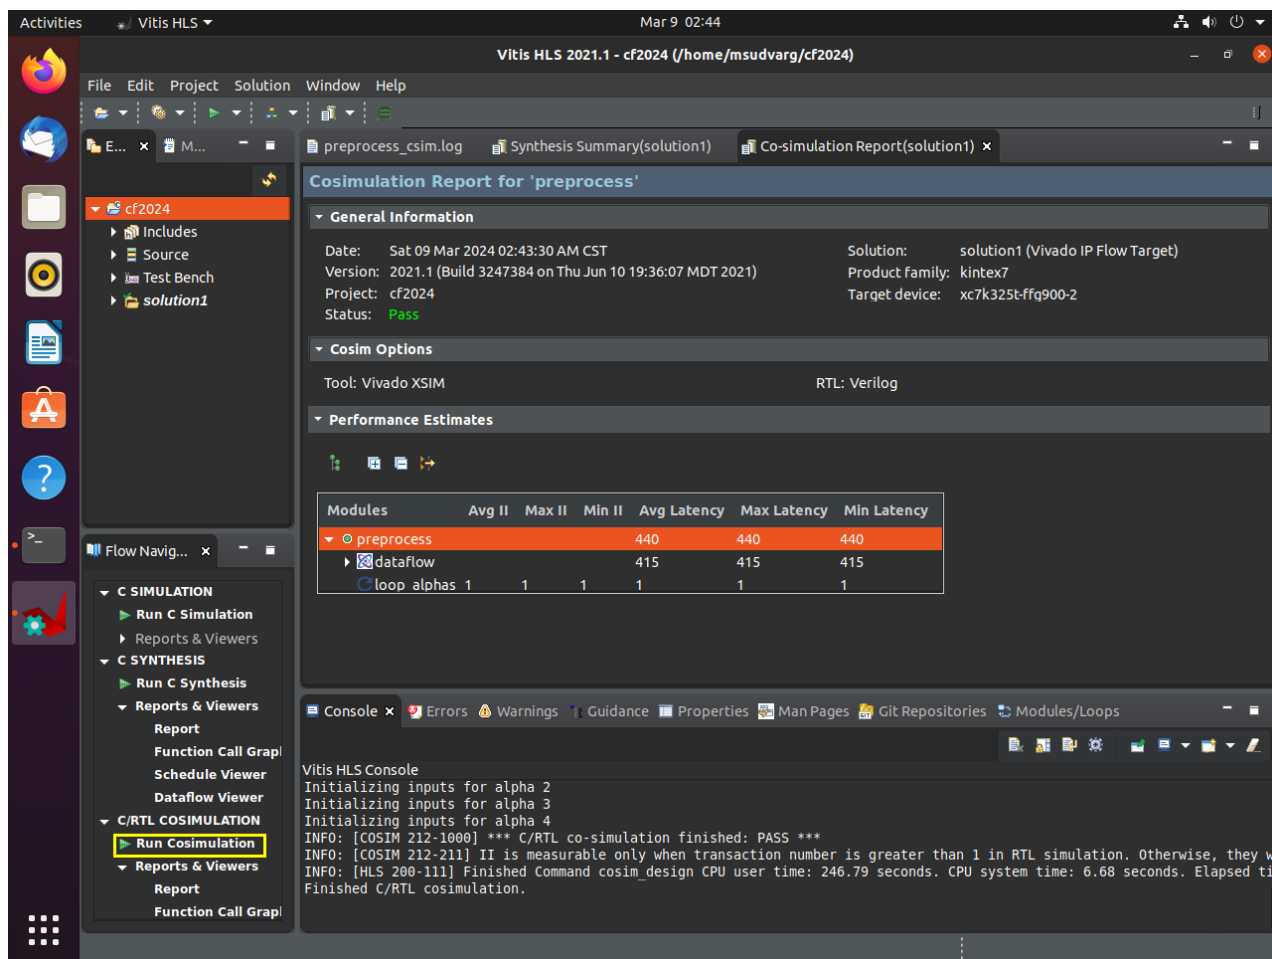 Activities Vitis HLS Mar 9 02:44
Vitis HLS 2021.1 - cf2024 (/home/msudvarg/cf2024)
File Edit Project Solution Window Help
E... M...
preprocess_csim.log Synthesis Summary(solution1) Co-simulation Report(solution1)
Cosimulation Report for 'preprocess'
cf2024
Includes
Source
Test Bench
solution1
General Information
Date: Sat 09 Mar 2024 02:43:30 AM CST
Version: 2021.1 (Build 3247384 on Thu Jun 10 19:36:07 MDT 2021)
Project: cf2024
Status: Pass
Solution: solution1 (Vivado IP Flow Target)
Product family: kintex7
Target device: xc7k325t-ffg900-2
Cosim Options
Tool: Vivado XSIM RTL: Verilog
Performance Estimates
Modules Avg II Max II Min II Avg Latency Max Latency Min Latency
preprocess 440 440 440
dataflow 415 415 415
loop_alphas 1 1 1 1 1 1
Flow Navig...
C SIMULATION
Run C Simulation
Reports & Viewers
C SYNTHESIS
Run C Synthesis
Reports & Viewers
Report
Function Call Grap
Schedule Viewer
Dataflow Viewer
C/RTL COSIMULATION
Run Cosimulation
Reports & Viewers
Report
Function Call Grap
Console Errors Warnings Guidance Properties Man Pages Git Repositories Modules/Loops
Vitis HLS Console
Initializing inputs for alpha 2
Initializing inputs for alpha 3
Initializing inputs for alpha 4
INFO: [COSIM 212-1000] *** C/RTL co-simulation finished: PASS ***
INFO: [COSIM 212-211] II is measurable only when transaction number is greater than 1 in RTL simulation. Otherwise, they w
INFO: [HLS 200-111] Finished Command cosim_design CPU user time: 246.79 seconds. CPU system time: 6.68 seconds. Elapsed ti
Finished C/RTL cosimulation.